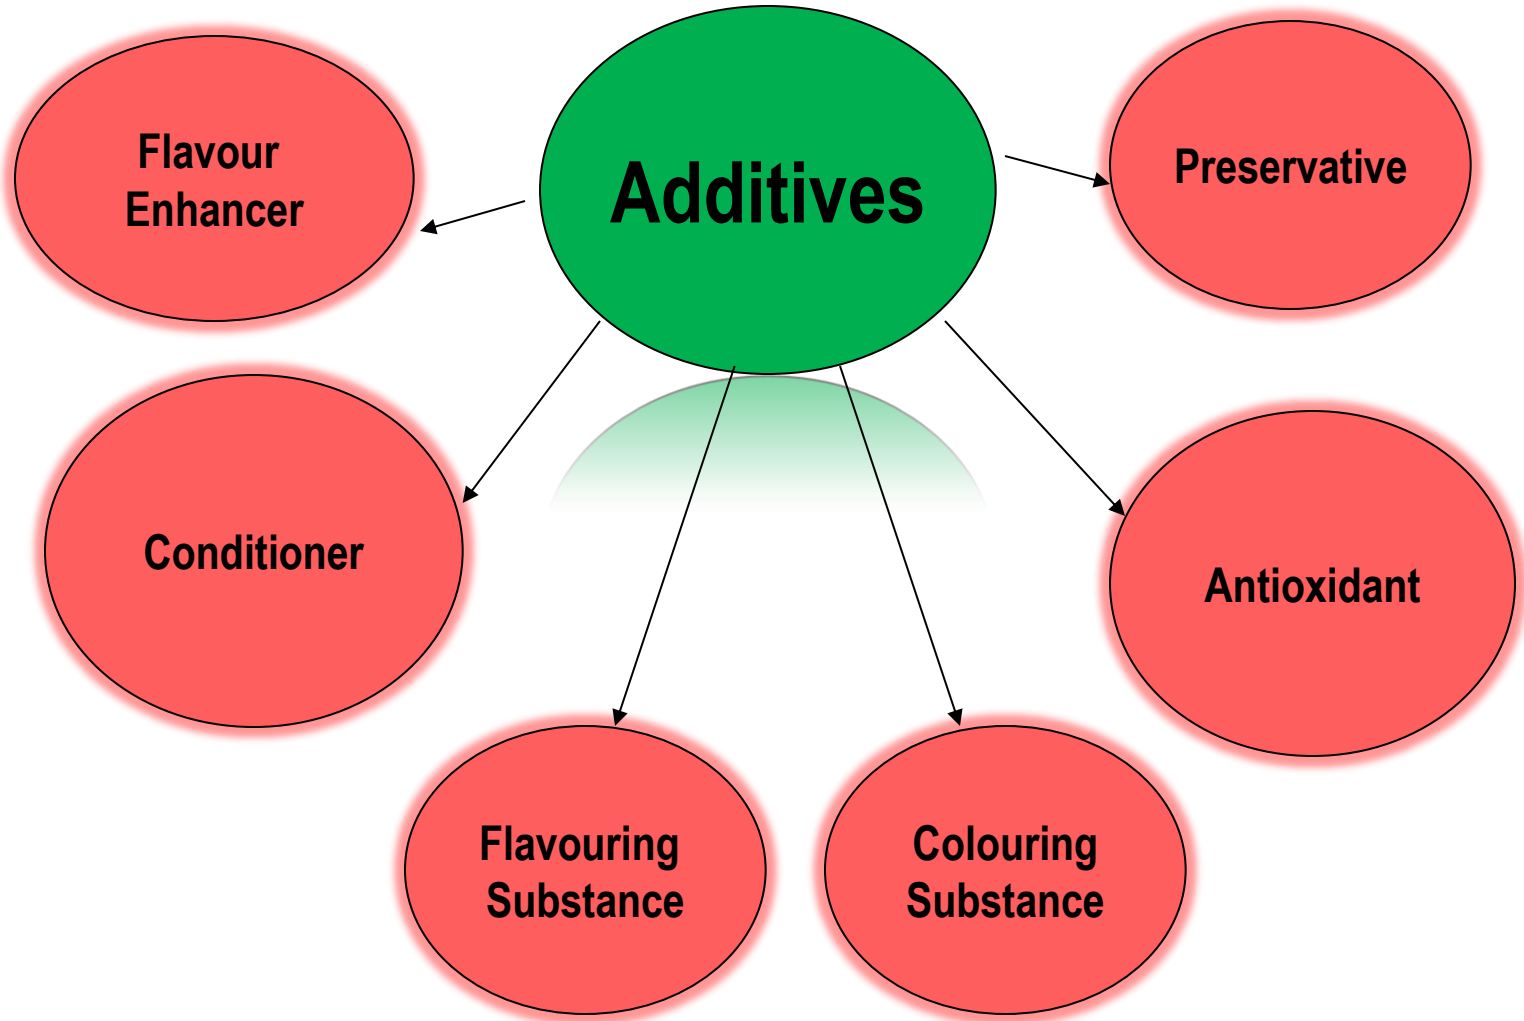 Additives
Flavour
Enhancer
Preservative
Conditioner
Antioxidant
Flavouring
Substance
Colouring
Substance